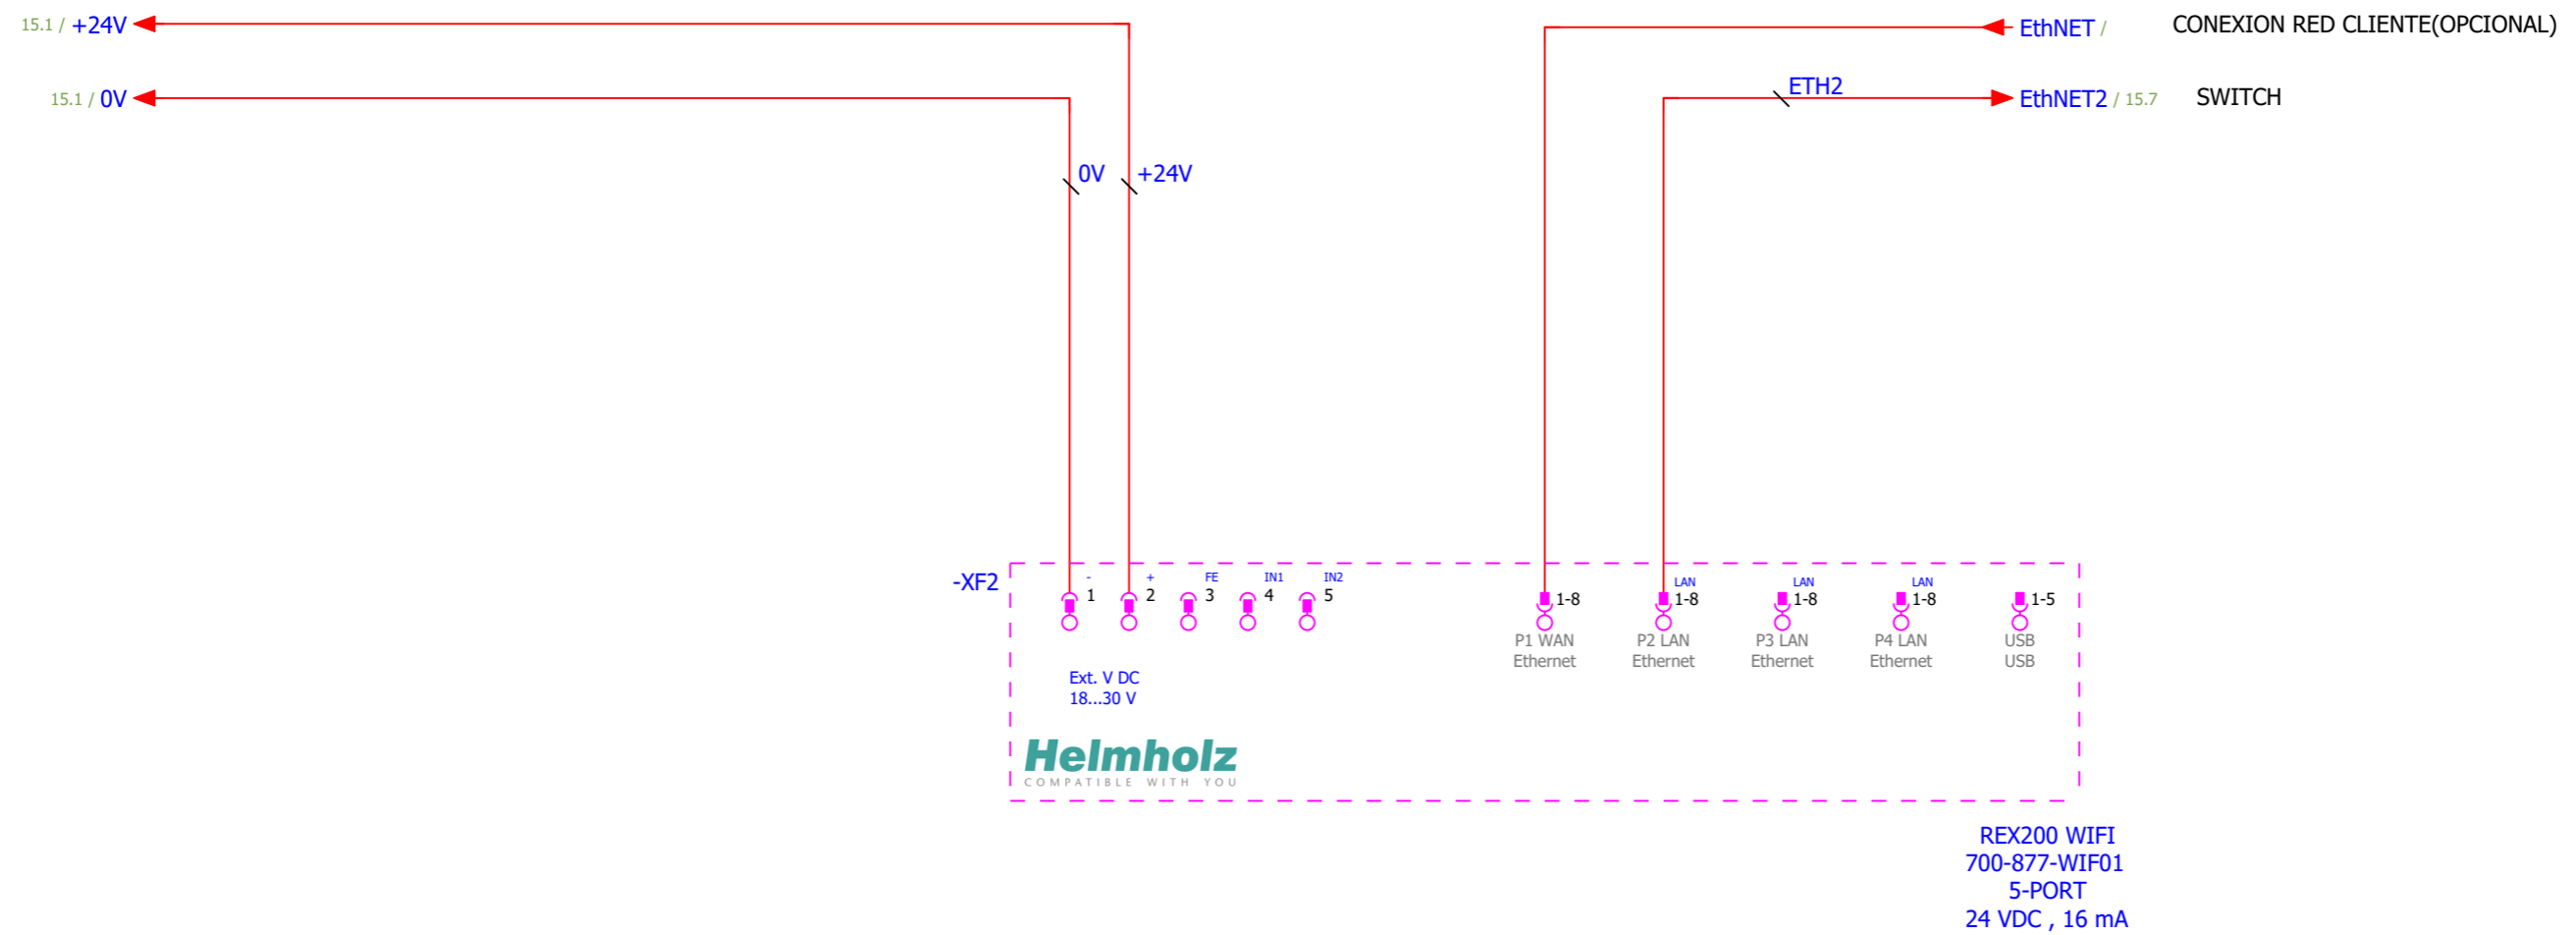 15.1 / +24V
EthNET /
CONEXION RED CLIENTE(OPCIONAL)
15.1 / 0V
ETH2
EthNET2 / 15.7
SWITCH
0V
+24V
-XF2
-
1
+
2
FE
3
IN1
4
IN2
5
1-8
LAN
1-8
LAN
1-8
LAN
1-8
1-5
P1 WAN
Ethernet
P2 LAN
Ethernet
P3 LAN
Ethernet
P4 LAN
Ethernet
USB
USB
Ext. V DC
18...30 V
Helmholz
COMPATIBLE WITH YOU
REX200 WIFI
700-877-WIF01
5-PORT
24 VDC , 16 mA